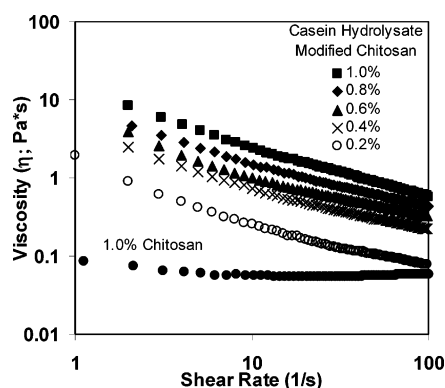 100
10
1
0.1
0.01
Viscosity (η; Pa*s)
Casein Hydrolysate
Modified Chitosan
1.0%
0.8%
0.6%
0.4%
0.2%
1.0% Chitosan
1
10
100
Shear Rate (1/s)